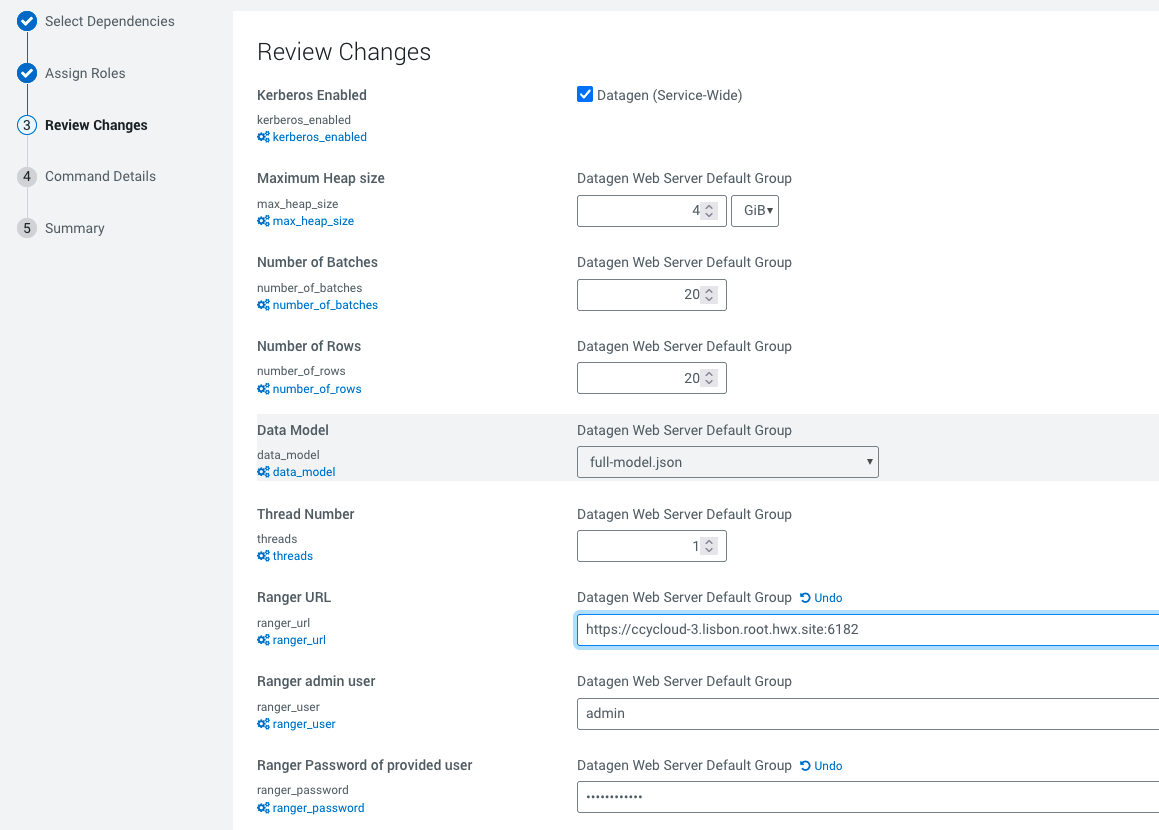 Select Dependencies
Assign Roles
3 Review Changes
4 Command Details
5 Summary
Review Changes
Kerberos Enabled
Datagen (Service-Wide)
kerberos_enabled
kerberos_enabled
Maximum Heap size
Datagen Web Server Default Group
max_heap_size
4 GiB
max_heap_size
Number of Batches
Datagen Web Server Default Group
number_of_batches
20
number_of_batches
Number of Rows
Datagen Web Server Default Group
number_of_rows
20
number_of_rows
Data Model
Datagen Web Server Default Group
data_model
full-model.json
data_model
Thread Number
Datagen Web Server Default Group
threads
1
threads
Ranger URL
Datagen Web Server Default Group Undo
ranger_url
https://ccycloud-3.lisbon.root.hwx.site:6182
ranger_url
Ranger admin user
Datagen Web Server Default Group
ranger_user
admin
ranger_user
Ranger Password of provided user
Datagen Web Server Default Group Undo
ranger_password
••••••••••••
ranger_password